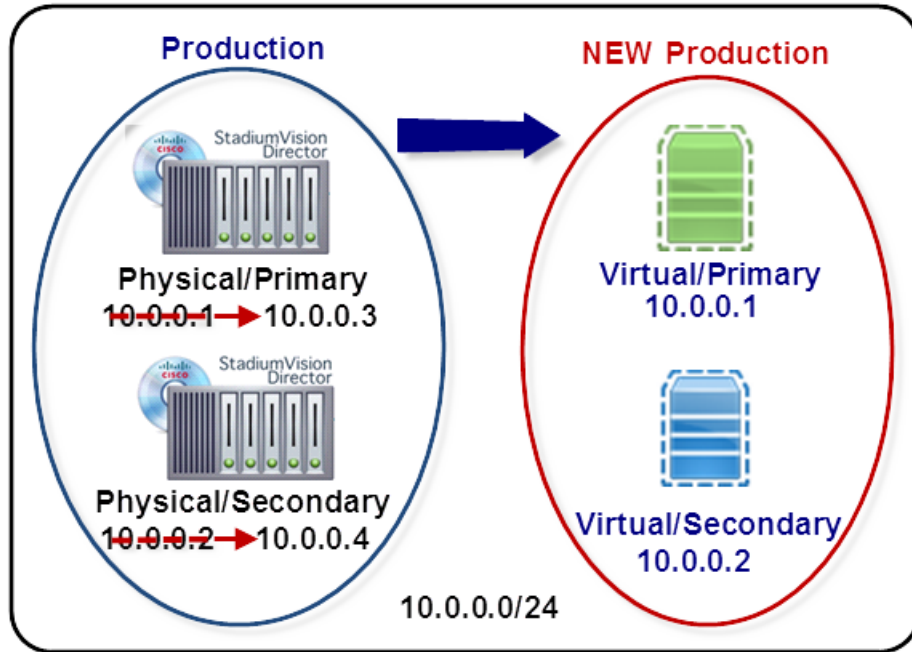 Production
StadiumVision
Director
CISCO
Physical/Primary
10.0.0.1 10.0.0.3
StadiumVision
Director
CISCO
Physical/Secondary
10.0.0.2 10.0.0.4
NEW Production
Virtual/Primary
10.0.0.1
Virtual/Secondary
10.0.0.2
10.0.0.0/24